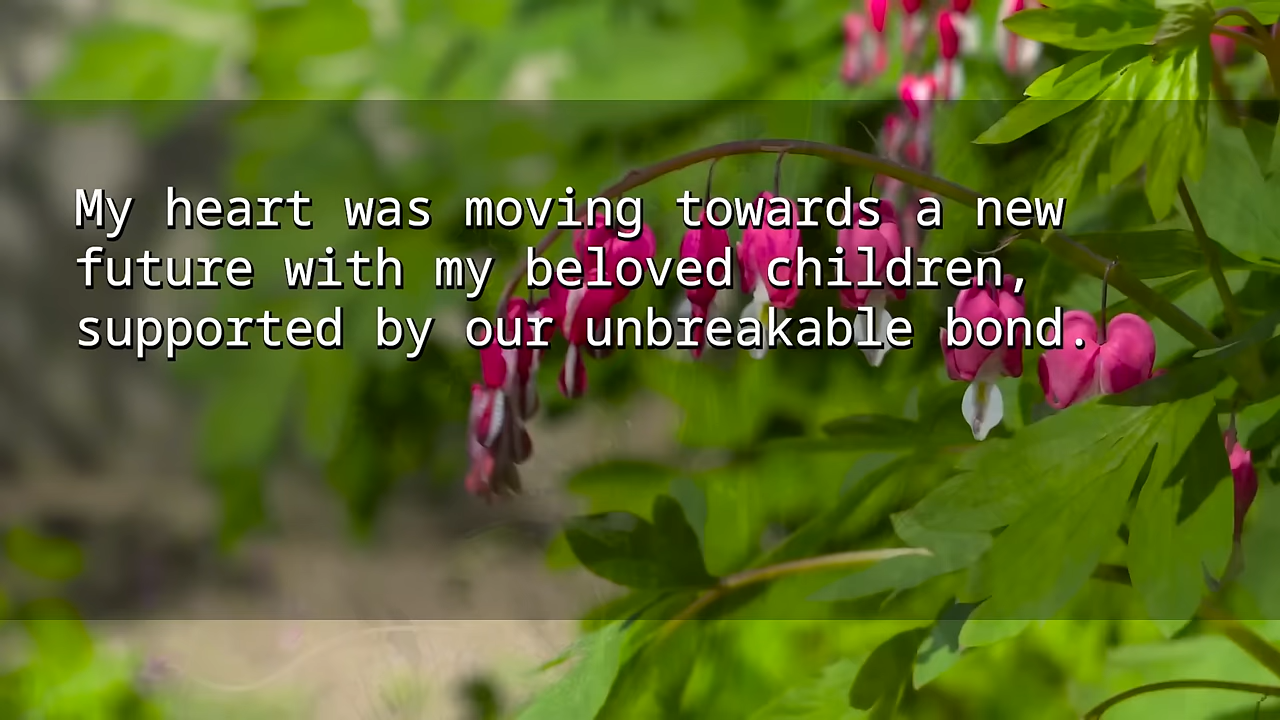 My heart was moving towards a new
future with my beloved children,
supported by our unbreakable bond.